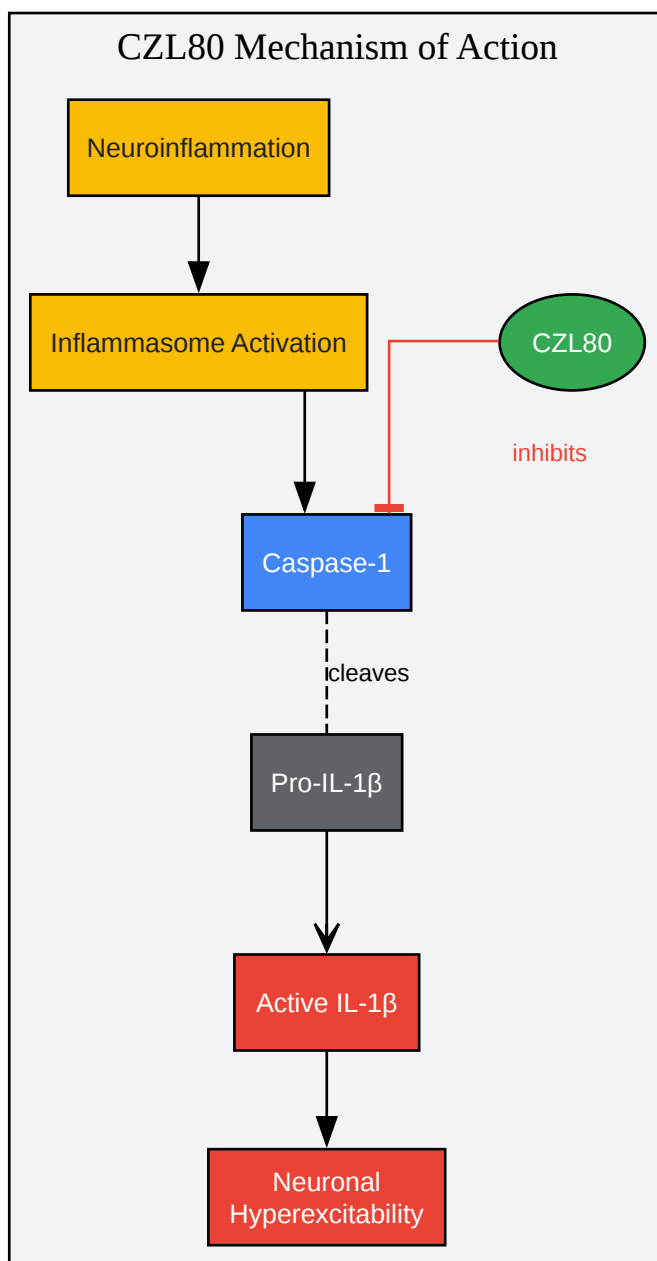 CZL80 Mechanism of Action
Neuroinflammation
Inflammasome Activation
CZL80
inhibits
Caspase-1
cleaves
Pro-IL-1β
Active IL-1β
Neuronal
Hyperexcitability